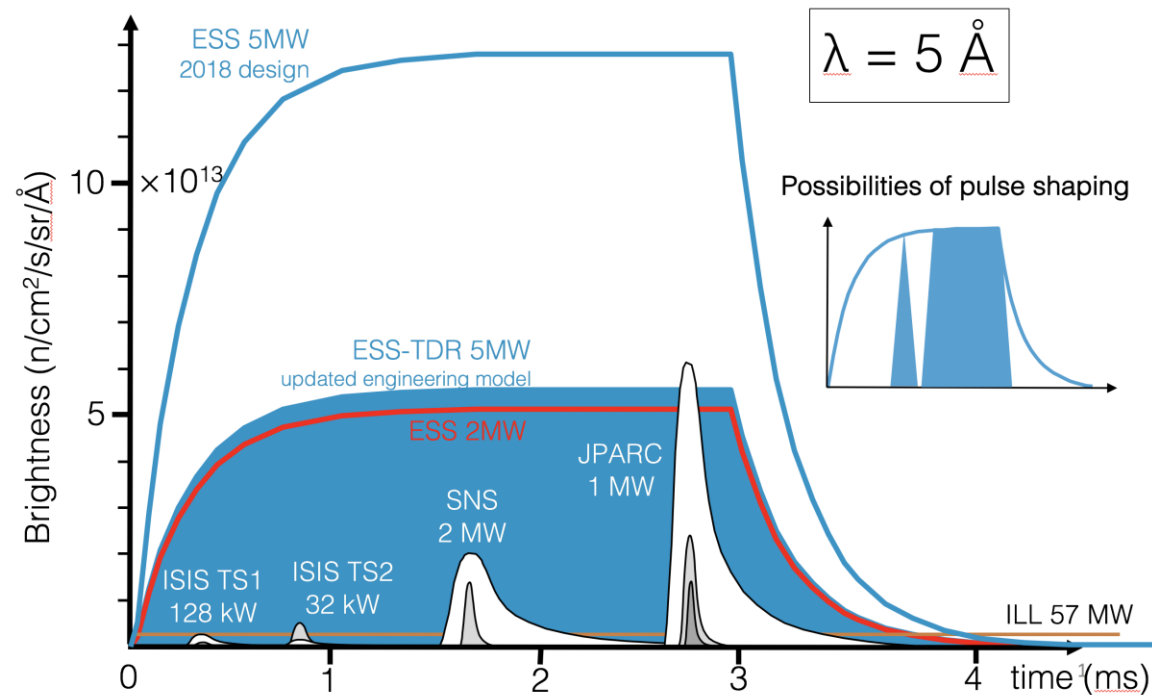 ESS 5MW
2018 design
λ = 5 Å
10
×10¹³
Possibilities of pulse shaping
Brightness (n/cm²/s/sr/Å)
ESS-TDR 5MW
updated engineering model
5
ESS 2MW
JPARC
1 MW
SNS
2 MW
ISIS TS1
128 kW
ISIS TS2
32 kW
ILL 57 MW
0
1
2
3
4
time (ms)
1